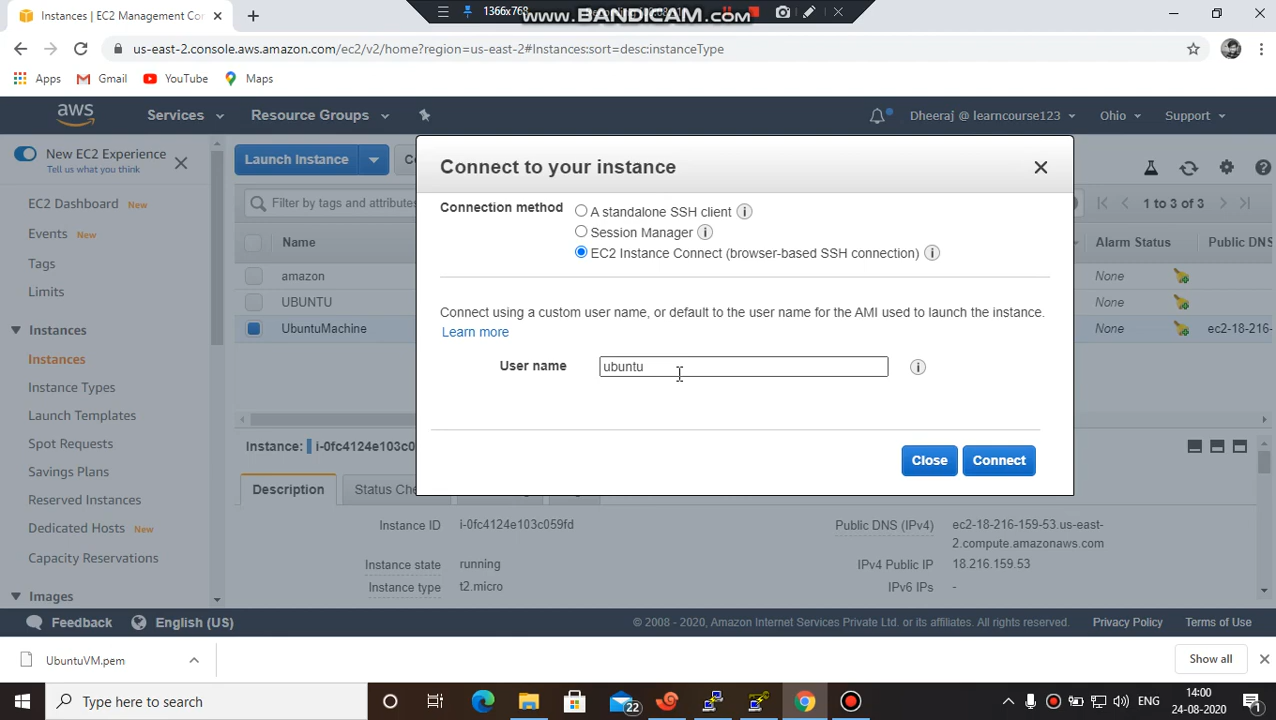 Instances | EC2 Management Con
1366x768
www.BANDICAM.com
us-east-2.console.aws.amazon.com/ec2/v2/home?region=us-east-2#Instances:sort=desc:instanceType
Apps
Gmail
YouTube
Maps
aws
Services
Resource Groups
Dheeraj @ learncourse123
Ohio
Support
New EC2 Experience
Tell us what you think
EC2 Dashboard New
Events New
Tags
Limits
Instances
Instances
Instance Types
Launch Templates
Spot Requests
Savings Plans
Reserved Instances
Dedicated Hosts New
Capacity Reservations
Images
Launch Instance
Filter by tags and attributes
1 to 3 of 3
Name
Alarm Status
Public DNS
amazon
None
UBUNTU
None
UbuntuMachine
None
ec2-18-216-
Connect to your instance
Connection method
A standalone SSH client
Session Manager
EC2 Instance Connect (browser-based SSH connection)
Connect using a custom user name, or default to the user name for the AMI used to launch the instance.
Learn more
User name
ubuntu
Close
Connect
Instance:
i-0fc4124e103c0
Description
Status Che
Instance ID
i-0fc4124e103c059fd
Public DNS (IPv4)
ec2-18-216-159-53.us-east-
2.compute.amazonaws.com
Instance state
running
IPv4 Public IP
18.216.159.53
Instance type
t2.micro
IPv6 IPs
-
Feedback
English (US)
© 2008 - 2020, Amazon Internet Services Private Ltd. or its affiliates. All rights reserved.
Privacy Policy
Terms of Use
UbuntuVM.pem
Show all
Type here to search
22
ENG
14:00
24-08-2020
1